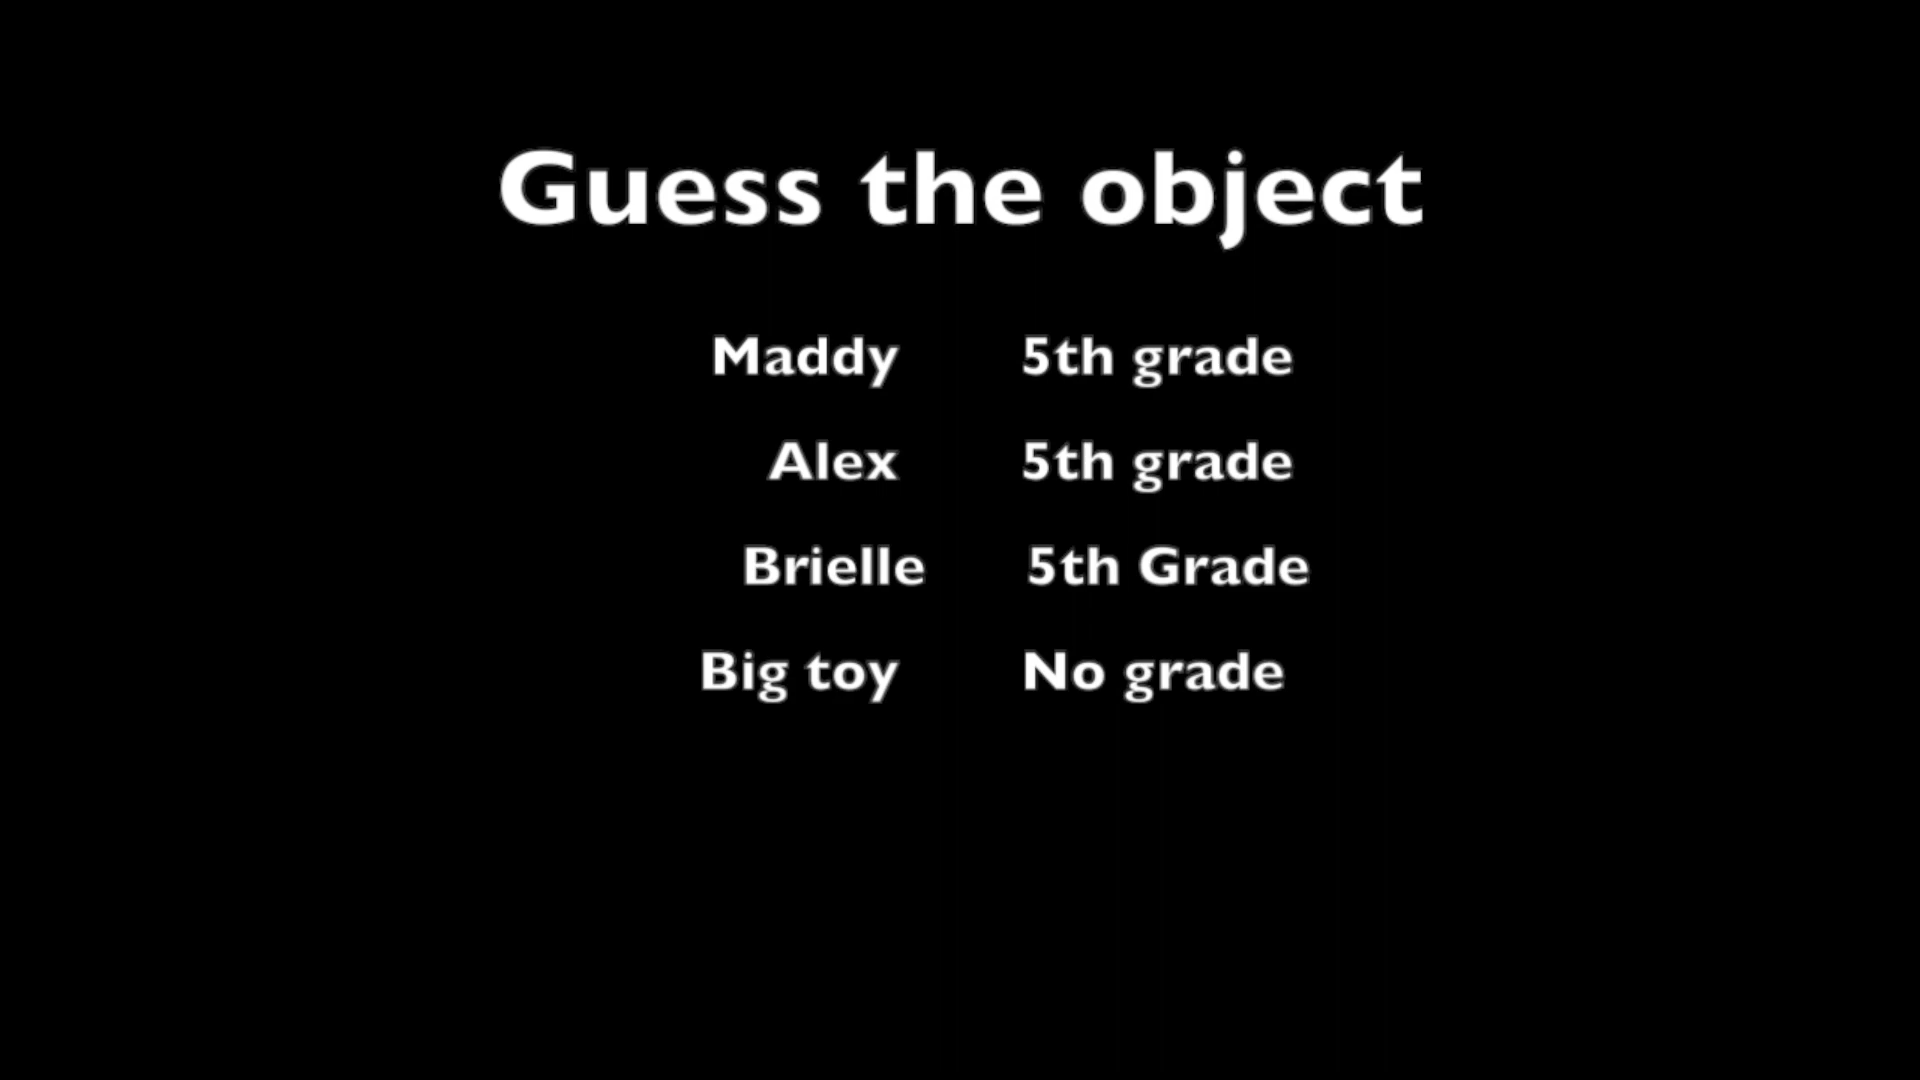 Guess the object
Maddy 5th grade
Alex 5th grade
Brielle 5th Grade
Big toy No grade